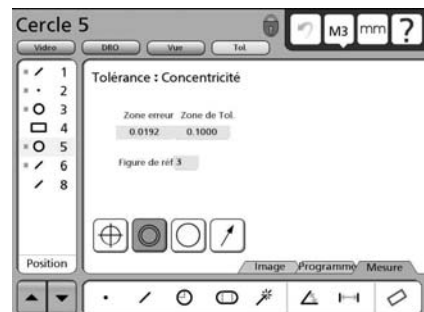 Cercle 5
M3 mm ?
Video DRO Vue Tol.
1
2
3
4
5
6
8
Tolérance : Concentricité
Zone erreur Zone de Tol.
0.0192 0.1000
Figure de réf 3
Position
Image Programme Mesure